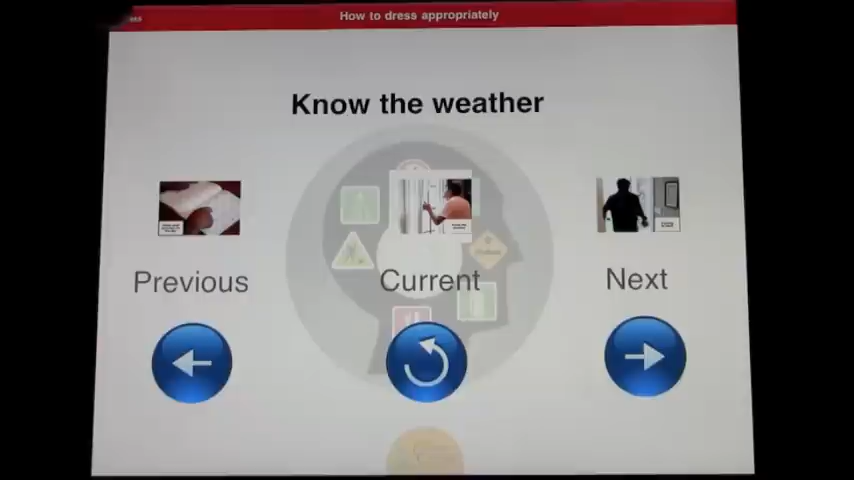 How to dress appropriately
Know the weather
Previous
Current
Next